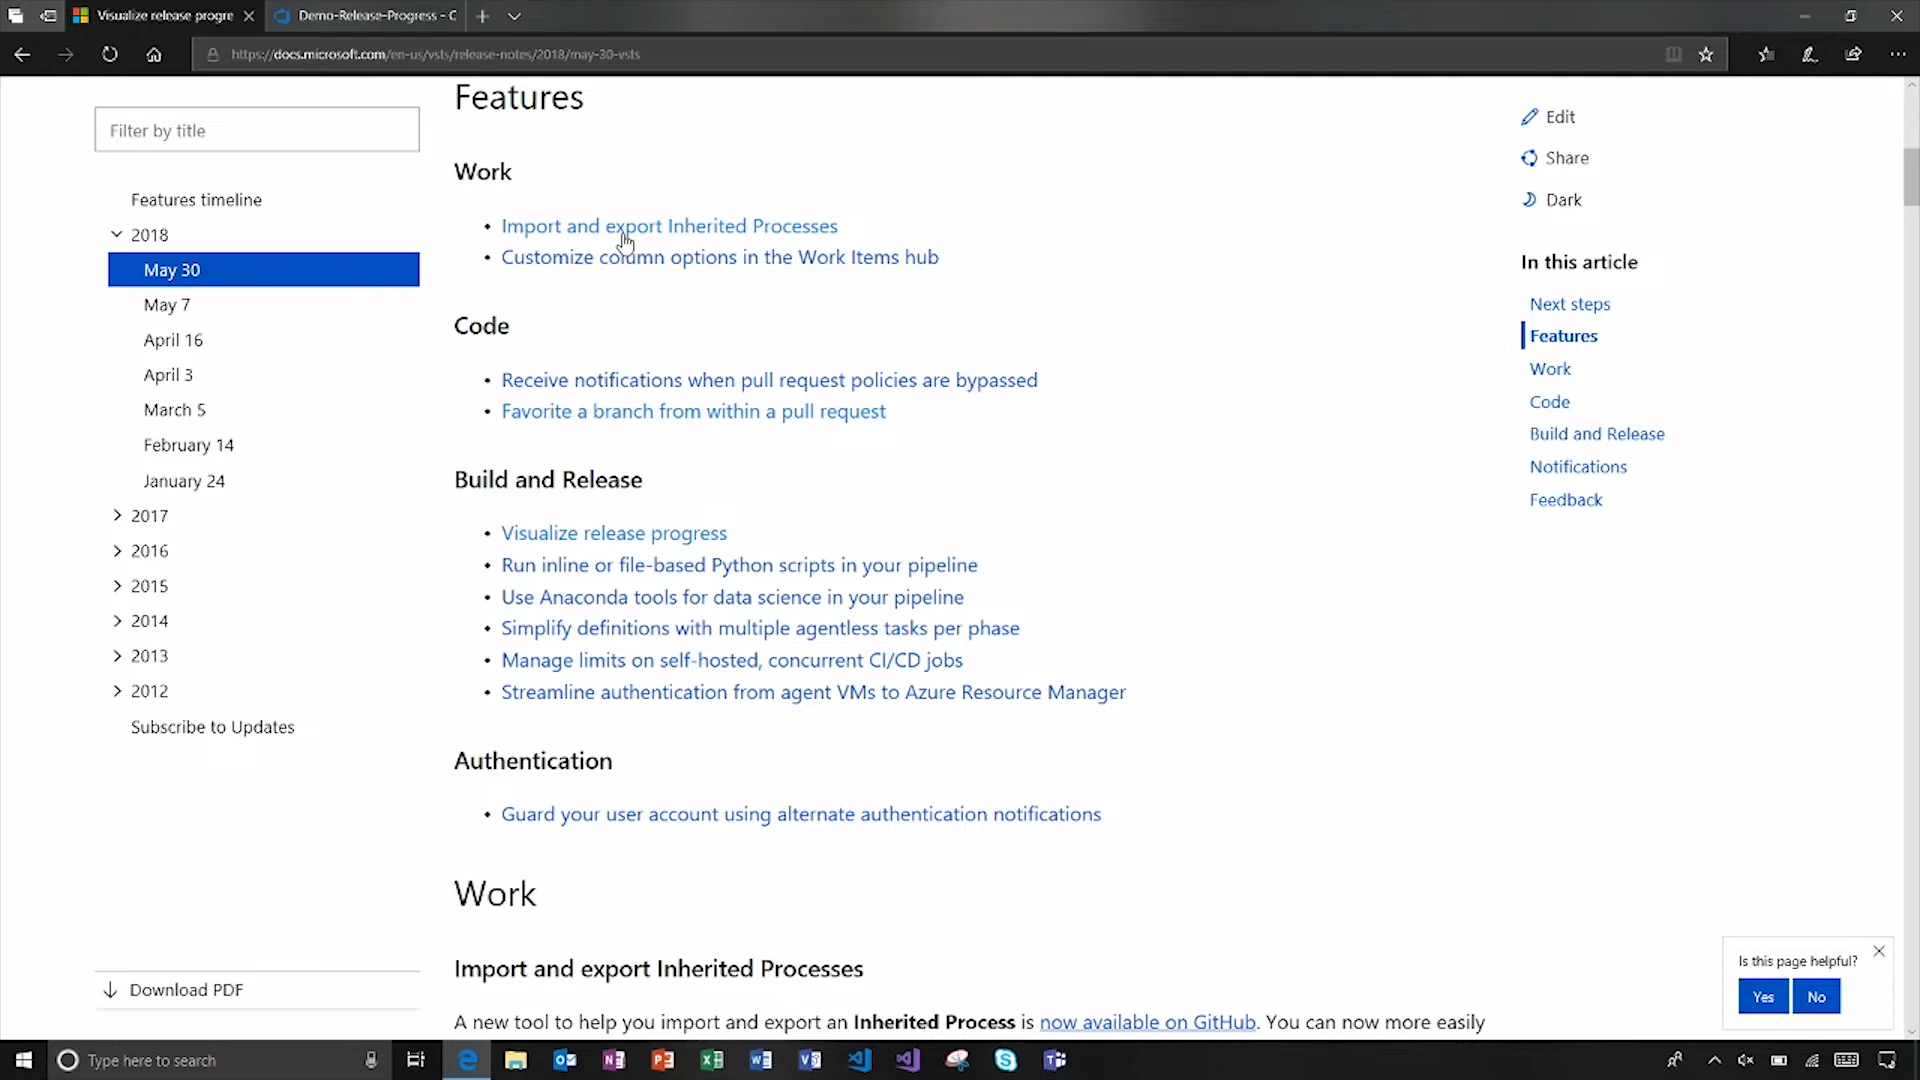 Visualize release progre
Demo-Release-Progress - C
https://docs.microsoft.com/en-us/vsts/release-notes/2018/may-30-vsts
Filter by title
Features timeline
2018
May 30
May 7
April 16
April 3
March 5
February 14
January 24
2017
2016
2015
2014
2013
2012
Subscribe to Updates
Download PDF
Features
Work
• Import and export Inherited Processes
• Customize column options in the Work Items hub
Code
• Receive notifications when pull request policies are bypassed
• Favorite a branch from within a pull request
Build and Release
• Visualize release progress
• Run inline or file-based Python scripts in your pipeline
• Use Anaconda tools for data science in your pipeline
• Simplify definitions with multiple agentless tasks per phase
• Manage limits on self-hosted, concurrent CI/CD jobs
• Streamline authentication from agent VMs to Azure Resource Manager
Authentication
• Guard your user account using alternate authentication notifications
Work
Import and export Inherited Processes
A new tool to help you import and export an Inherited Process is now available on GitHub. You can now more easily
Edit
Share
Dark
In this article
Next steps
Features
Work
Code
Build and Release
Notifications
Feedback
Is this page helpful?
Yes No
Type here to search